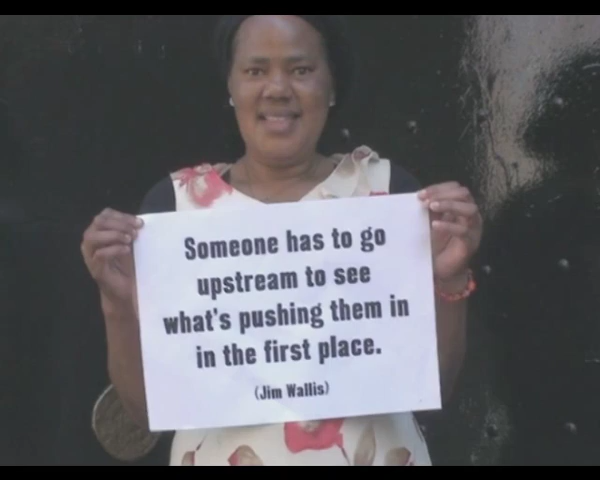 Someone has to go
upstream to see
what's pushing them in
in the first place.
(Jim Wallis)